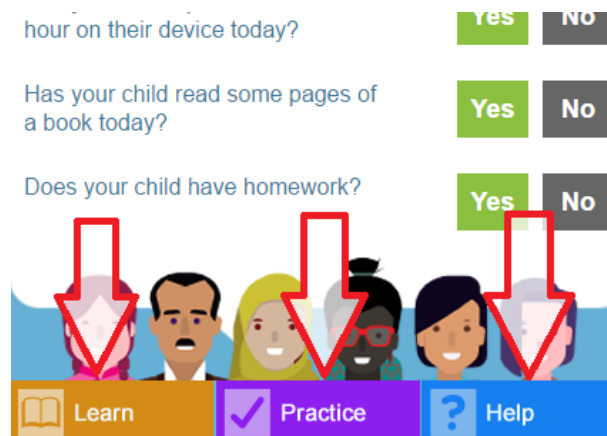 hour on their device today?
Yes No
Has your child read some pages of
a book today?
Yes No
Does your child have homework?
Yes No
Learn
Practice
Help